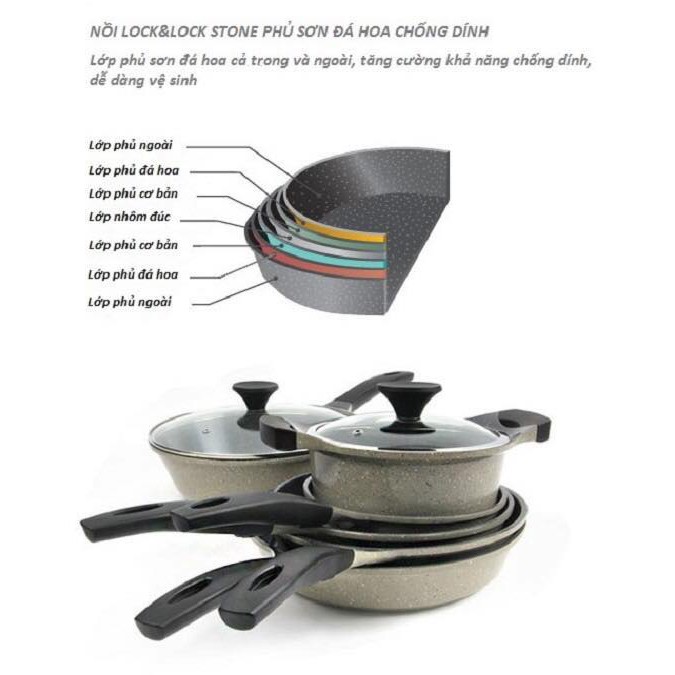 NỒI LOCK&LOCK STONE PHỦ SƠN ĐÁ HOA CHỐNG DÍNH
Lớp phủ sơn đá hoa cả trong và ngoài, tăng cường khả năng chống dính,
dễ dàng vệ sinh
Lớp phủ ngoài
Lớp phủ đá hoa
Lớp phủ cơ bản
Lớp nhôm đúc
Lớp phủ cơ bản
Lớp phủ đá hoa
Lớp phủ ngoài